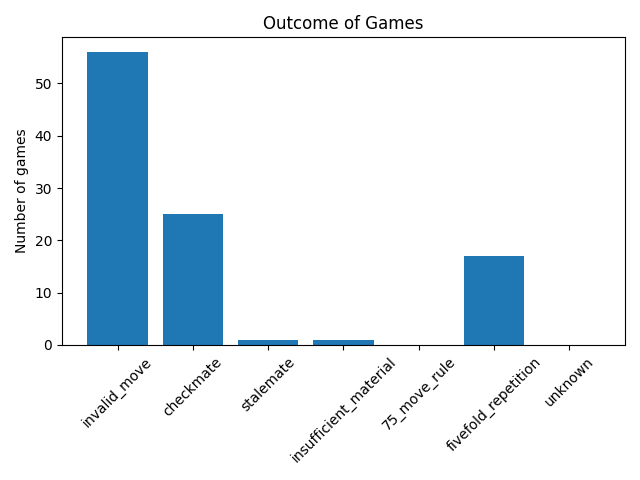 Outcome of Games
Number of games
50
40
30
20
10
0
invalid_move
checkmate
stalemate
insufficient_material
75_move_rule
fivefold_repetition
unknown